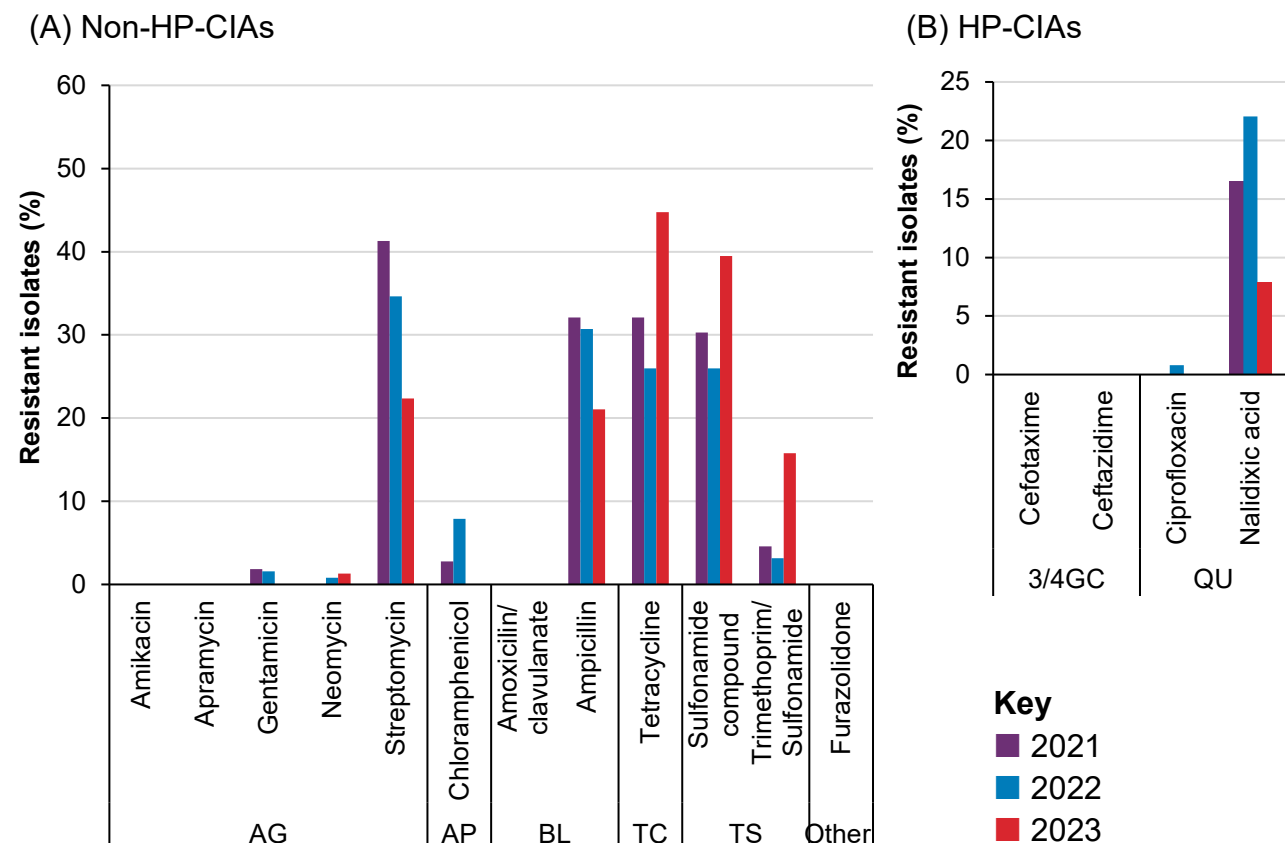 (A) Non-HP-CIAs
Resistant isolates (%)
60
50
40
30
20
10
0
Amikacin
Apramycin
Gentamicin
Neomycin
Streptomycin
Chloramphenicol
Amoxicilin/
clavulanate
Ampicillin
Tetracycline
Sulfonamide
compound
Trimethoprim/
Sulfonamide
Furazolidone
AG
AP
BL
TC
TS
Other
(B) HP-CIAs
Resistant isolates (%)
25
20
15
10
5
0
Cefotaxime
Ceftazidime
Ciprofloxacin
Nalidixic acid
3/4GC
QU
Key
2021
2022
2023